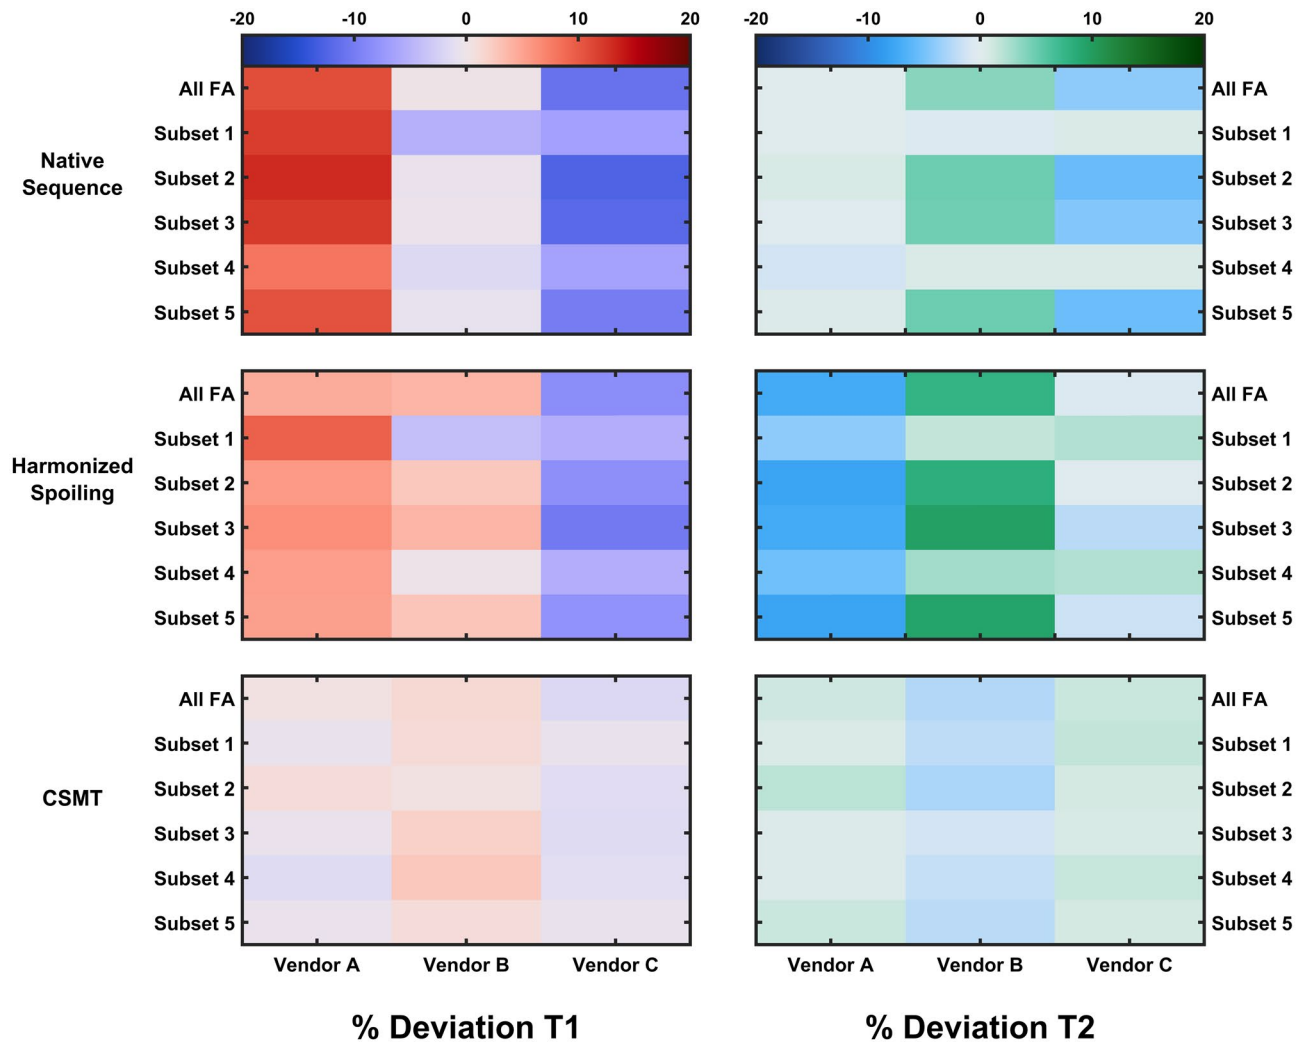 -20 -10 0 10 20
-20 -10 0 10 20
Native
Sequence
All FA
Subset 1
Subset 2
Subset 3
Subset 4
Subset 5
All FA
Subset 1
Subset 2
Subset 3
Subset 4
Subset 5
Harmonized
Spoiling
All FA
Subset 1
Subset 2
Subset 3
Subset 4
Subset 5
All FA
Subset 1
Subset 2
Subset 3
Subset 4
Subset 5
CSMT
All FA
Subset 1
Subset 2
Subset 3
Subset 4
Subset 5
All FA
Subset 1
Subset 2
Subset 3
Subset 4
Subset 5
Vendor A Vendor B Vendor C
Vendor A Vendor B Vendor C
% Deviation T1
% Deviation T2